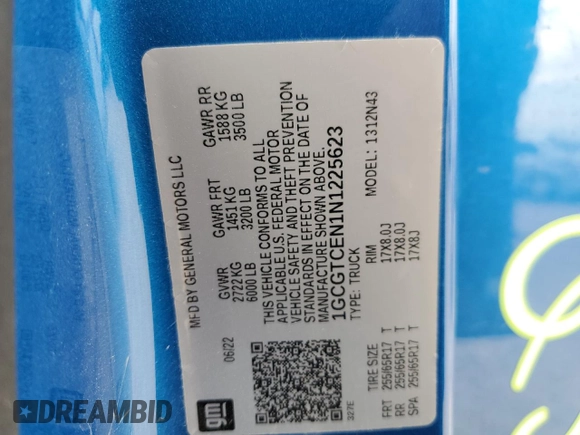 MFD BY GENERAL MOTORS LLC
06/22
GVWR
2722 KG
6000 LB
GAWR FRT
1451 KG
3200 LB
GAWR RR
1588 KG
3500 LB
THIS VEHICLE CONFORMS TO ALL
APPLICABLE U.S. FEDERAL MOTOR
VEHICLE SAFETY AND THEFT PREVENTION
STANDARDS IN EFFECT ON THE DATE OF
MANUFACTURE SHOWN ABOVE.
1GCGTCEN1N1225623
TYPE: TRUCK
MODEL: 1312N43
gm
327E
TIRE SIZE
RIM
FRT 255/65R17 T 17X8.0J
RR 255/65R17 T 17X8.0J
SPA 255/65R17 T 17X8J
DREAMBID